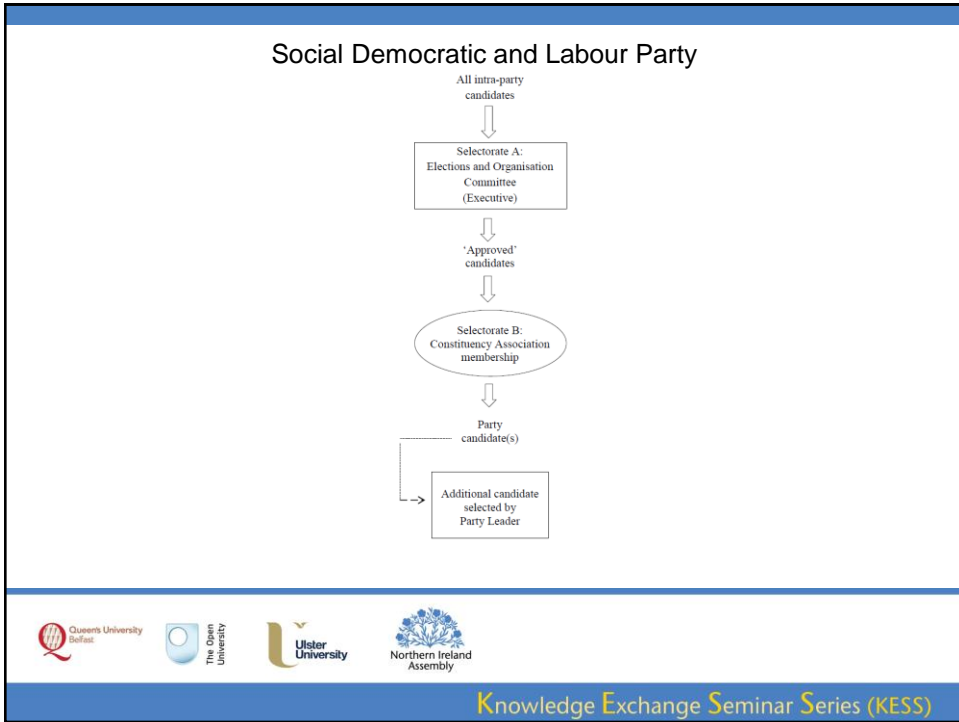 Social Democratic and Labour Party
All intra-party
candidates
Selectorate A:
Elections and Organisation
Committee
(Executive)
‘Approved’
candidates
Selectorate B:
Constituency Association
membership
Party
candidate(s)
Additional candidate
selected by
Party Leader
Queen's University
Belfast
The Open
University
Ulster
University
Northern Ireland
Assembly
Knowledge Exchange Seminar Series (KESS)